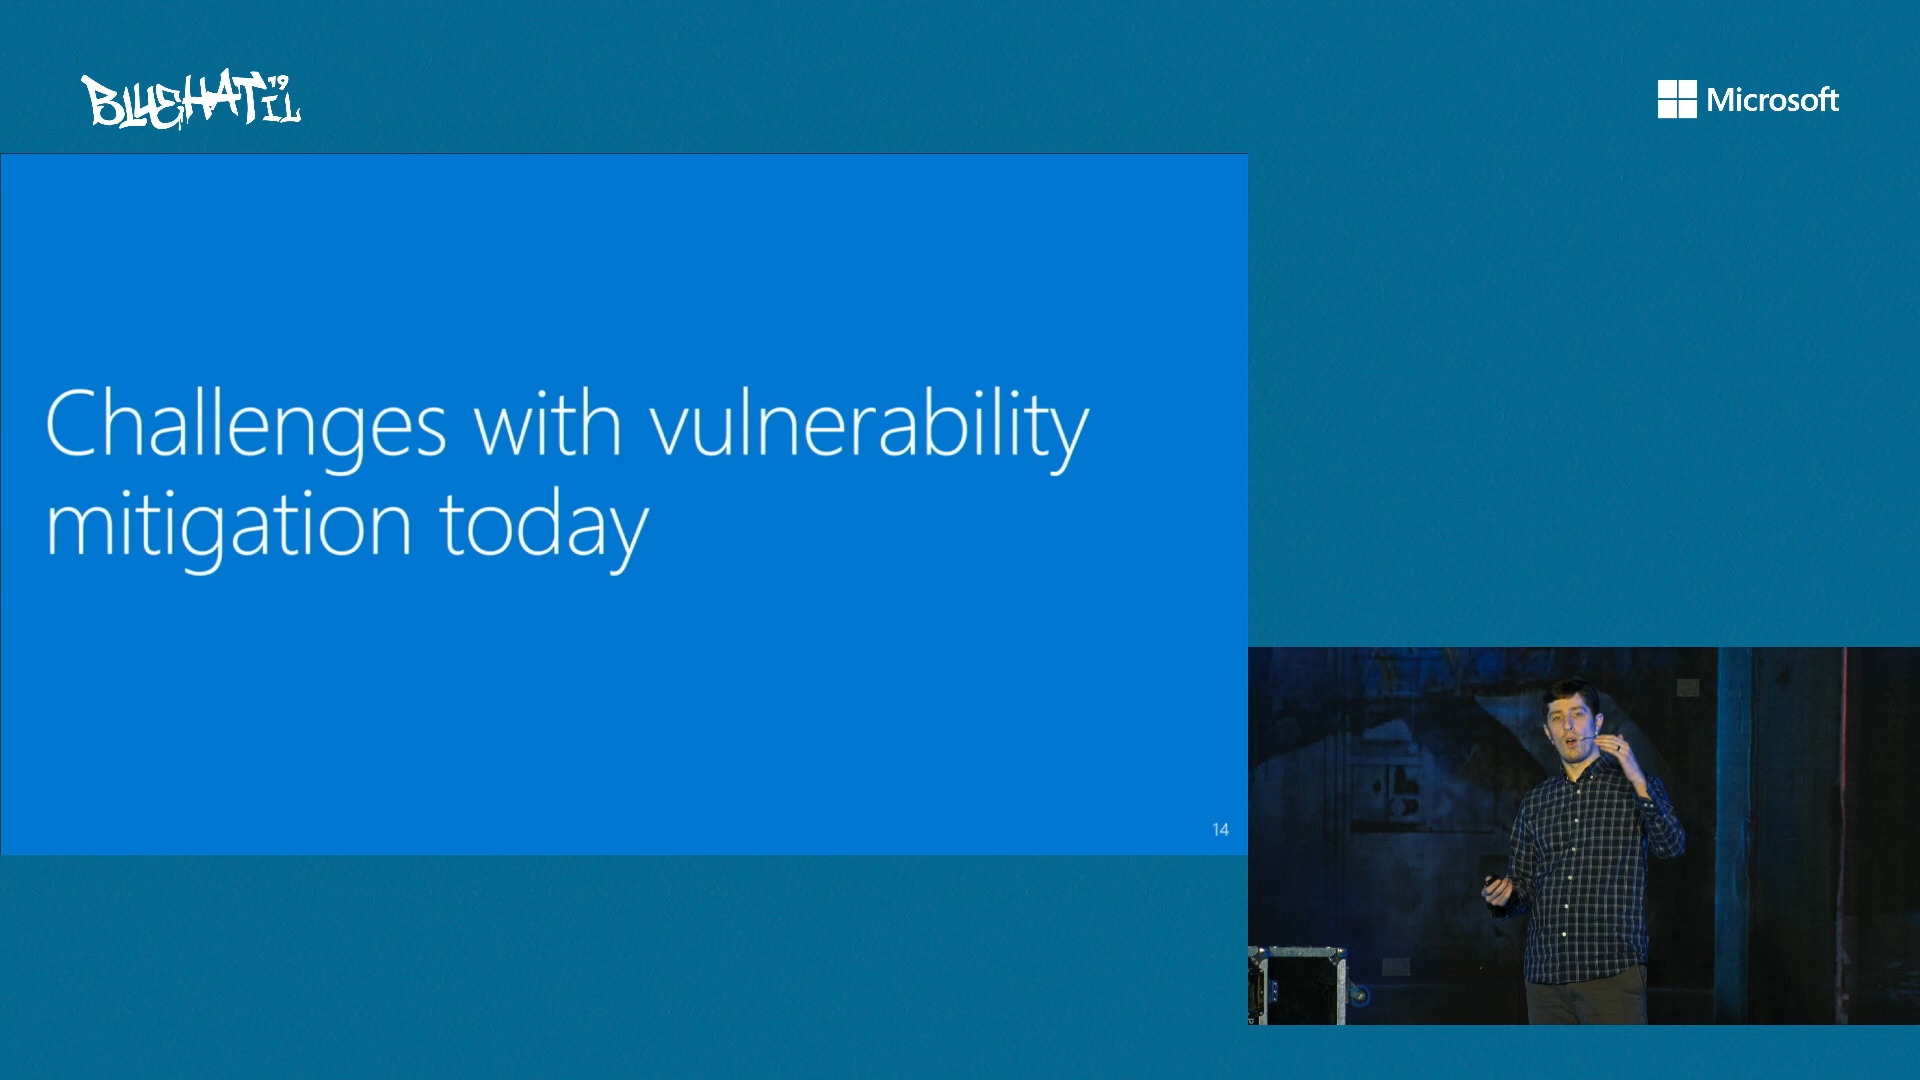 BLUEHAT IL 19
Microsoft
Challenges with vulnerability
mitigation today
14